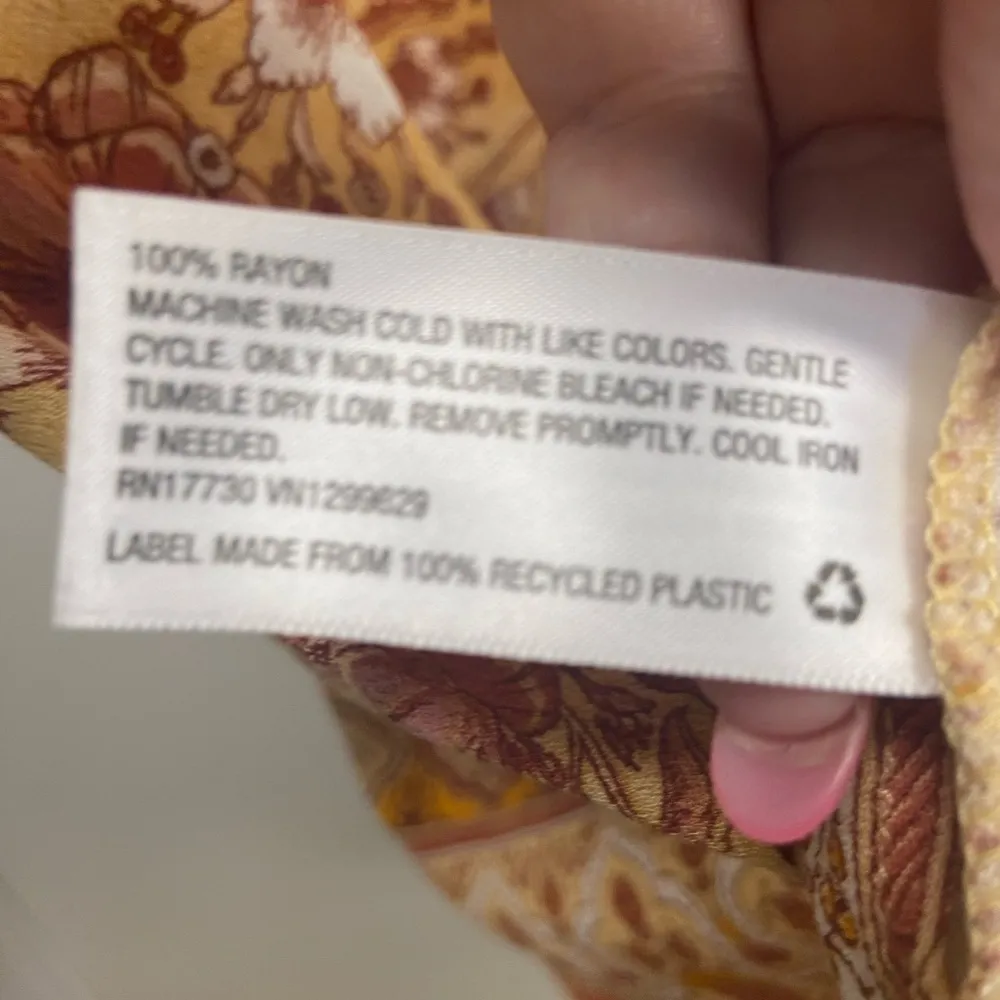 100% RAYON
MACHINE WASH COLD WITH LIKE COLORS. GENTLE
CYCLE. ONLY NON-CHLORINE BLEACH IF NEEDED.
TUMBLE DRY LOW. REMOVE PROMPTLY. COOL IRON
IF NEEDED.
RN17730 VN1299629
LABEL MADE FROM 100% RECYCLED PLASTIC